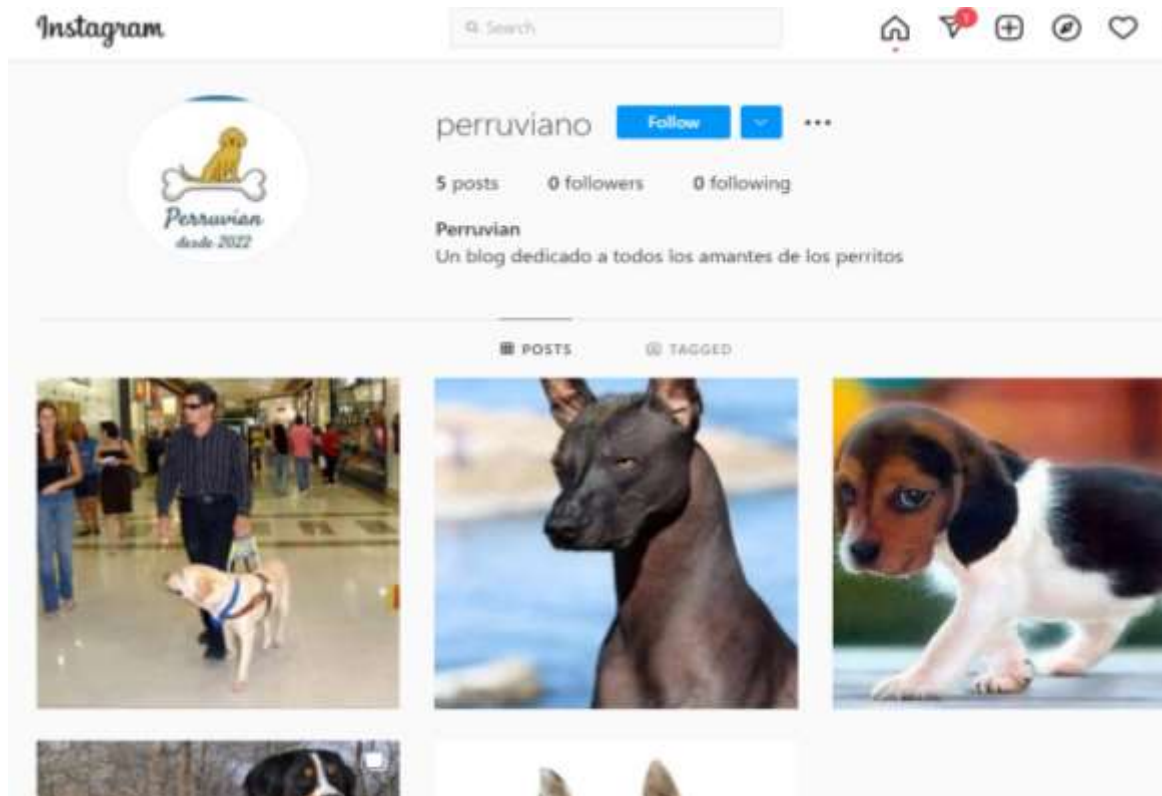 Instagram
Search
1
perruviano Follow
5 posts 0 followers 0 following
Perruvian
Un blog dedicado a todos los amantes de los perritos
Perruvian
desde 2022
POSTS TAGGED